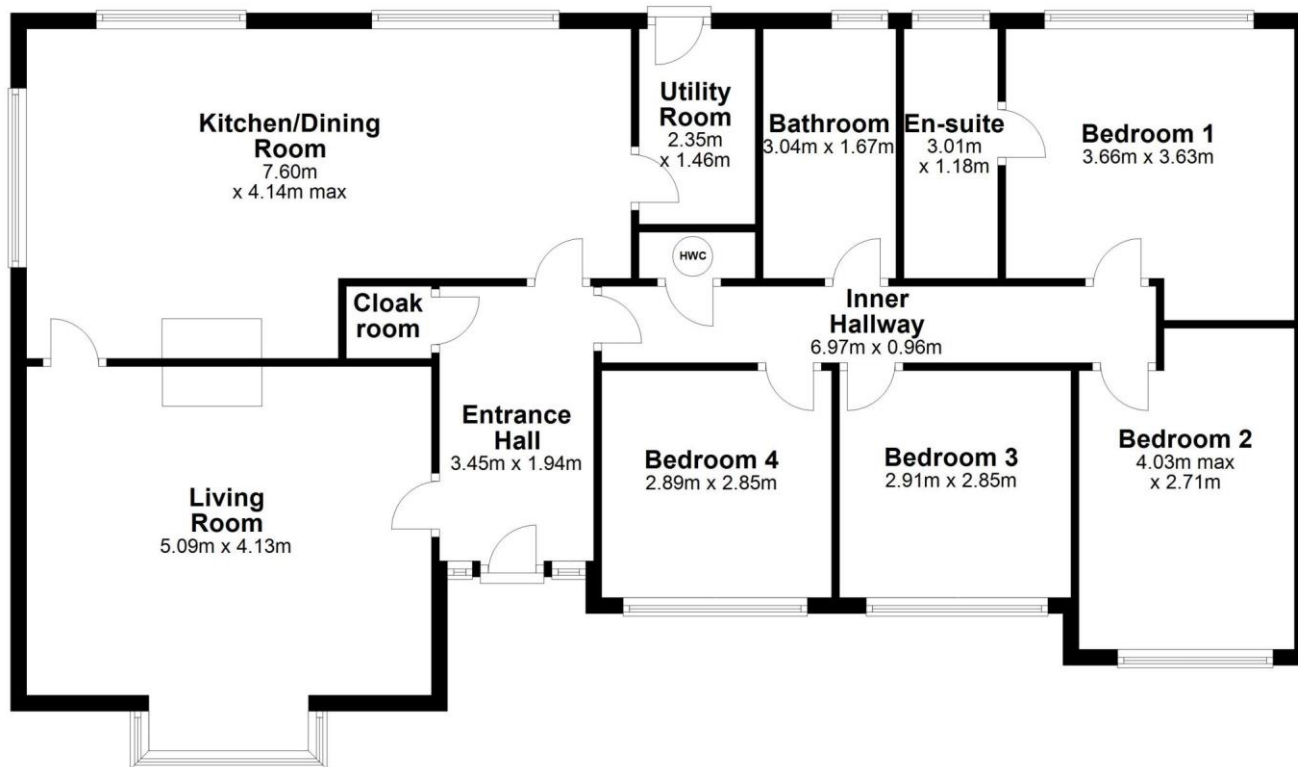 Kitchen/Dining
Room
7.60m
x 4.14m max
Utility
Room
2.35m
x 1.46m
Bathroom
3.04m x 1.67m
En-suite
3.01m
x 1.18m
Bedroom 1
3.66m x 3.63m
HWC
Cloak
room
Inner
Hallway
6.97m x 0.96m
Entrance
Hall
3.45m x 1.94m
Living
Room
5.09m x 4.13m
Bedroom 4
2.89m x 2.85m
Bedroom 3
2.91m x 2.85m
Bedroom 2
4.03m max
x 2.71m